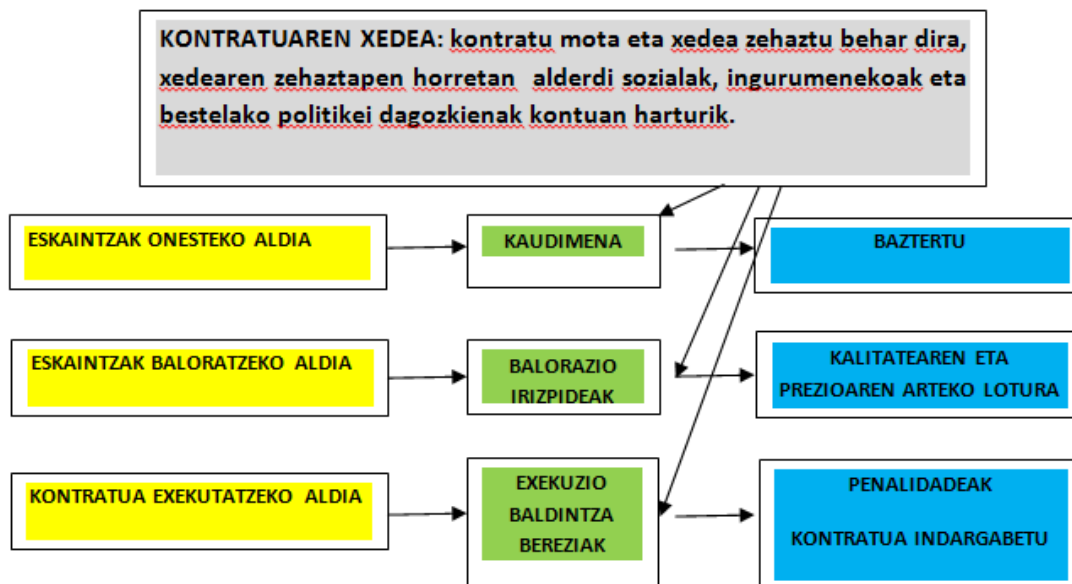 KONTRATUAREN XEDEA: kontratu mota eta xedea zehaztu behar dira,
xedearen zehaztapen horretan alderdi sozialak, ingurumenekoak eta
bestelako politikei dagozkienak kontuan harturik.
ESKAINTZAK ONESTEKO ALDIA
KAUDIMENA
BAZTERTU
ESKAINTZAK BALORATZEKO ALDIA
BALORAZIO
IRIZPIDEAK
KALITATEAREN ETA
PREZIOAREN ARTEKO LOTURA
KONTRATUA EXEKUTATZEKO ALDIA
EXEKUZIO
BALDINTZA
BEREZIAK
PENALIDADEAK
KONTRATUA INDARGABETU